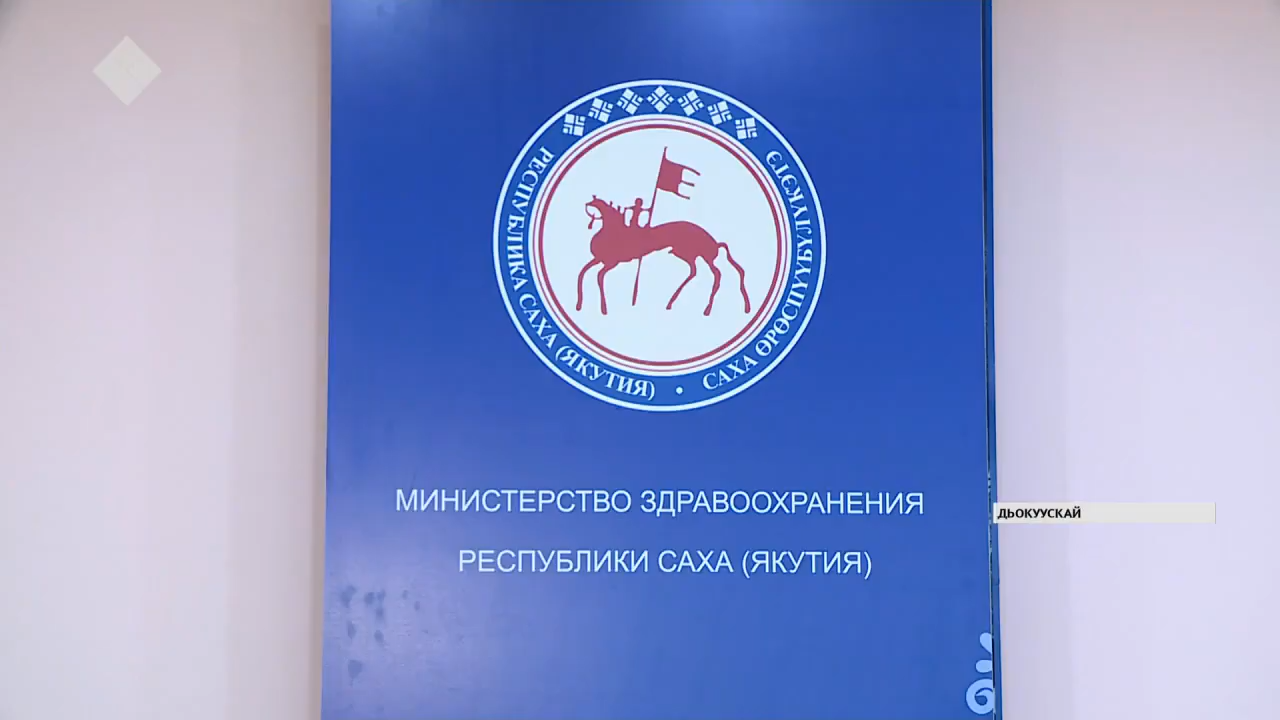 РЕСПУБЛИКА САХА (ЯКУТИЯ) • САХА ӨРӨСПҮҮБҮЛҮКЭТЭ
МИНИСТЕРСТВО ЗДРАВООХРАНЕНИЯ
РЕСПУБЛИКИ САХА (ЯКУТИЯ)
ДЬОКУУСКАЙ